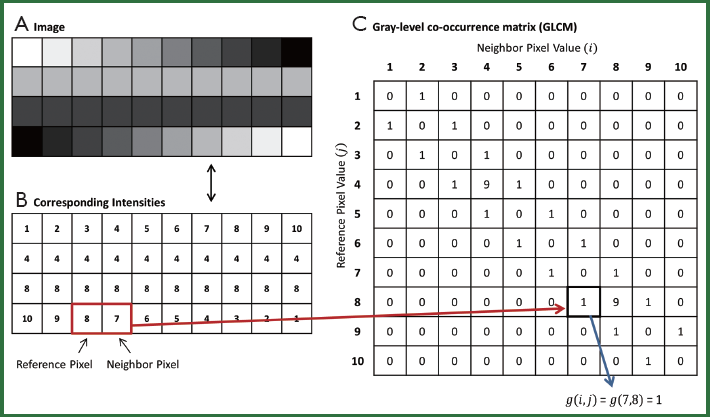 A Image
B Corresponding Intensities
1 2 3 4 5 6 7 8 9 10
4 4 4 4 4 4 4 4 4 4
8 8 8 8 8 8 8 8 8 8
10 9 8 7 6 5 4 3 2 1
Reference Pixel Neighbor Pixel
C Gray-level co-occurrence matrix (GLCM)
Neighbor Pixel Value (i)
1 2 3 4 5 6 7 8 9 10
Reference Pixel Value (j)
1 0 1 0 0 0 0 0 0 0 0
2 1 0 1 0 0 0 0 0 0 0
3 0 1 0 1 0 0 0 0 0 0
4 0 0 1 9 1 0 0 0 0 0
5 0 0 0 1 0 1 0 0 0 0
6 0 0 0 0 1 0 1 0 0 0
7 0 0 0 0 0 1 0 1 0 0
8 0 0 0 0 0 0 1 9 1 0
9 0 0 0 0 0 0 0 1 0 1
10 0 0 0 0 0 0 0 0 1 0
g(i,j) = g(7,8) = 1